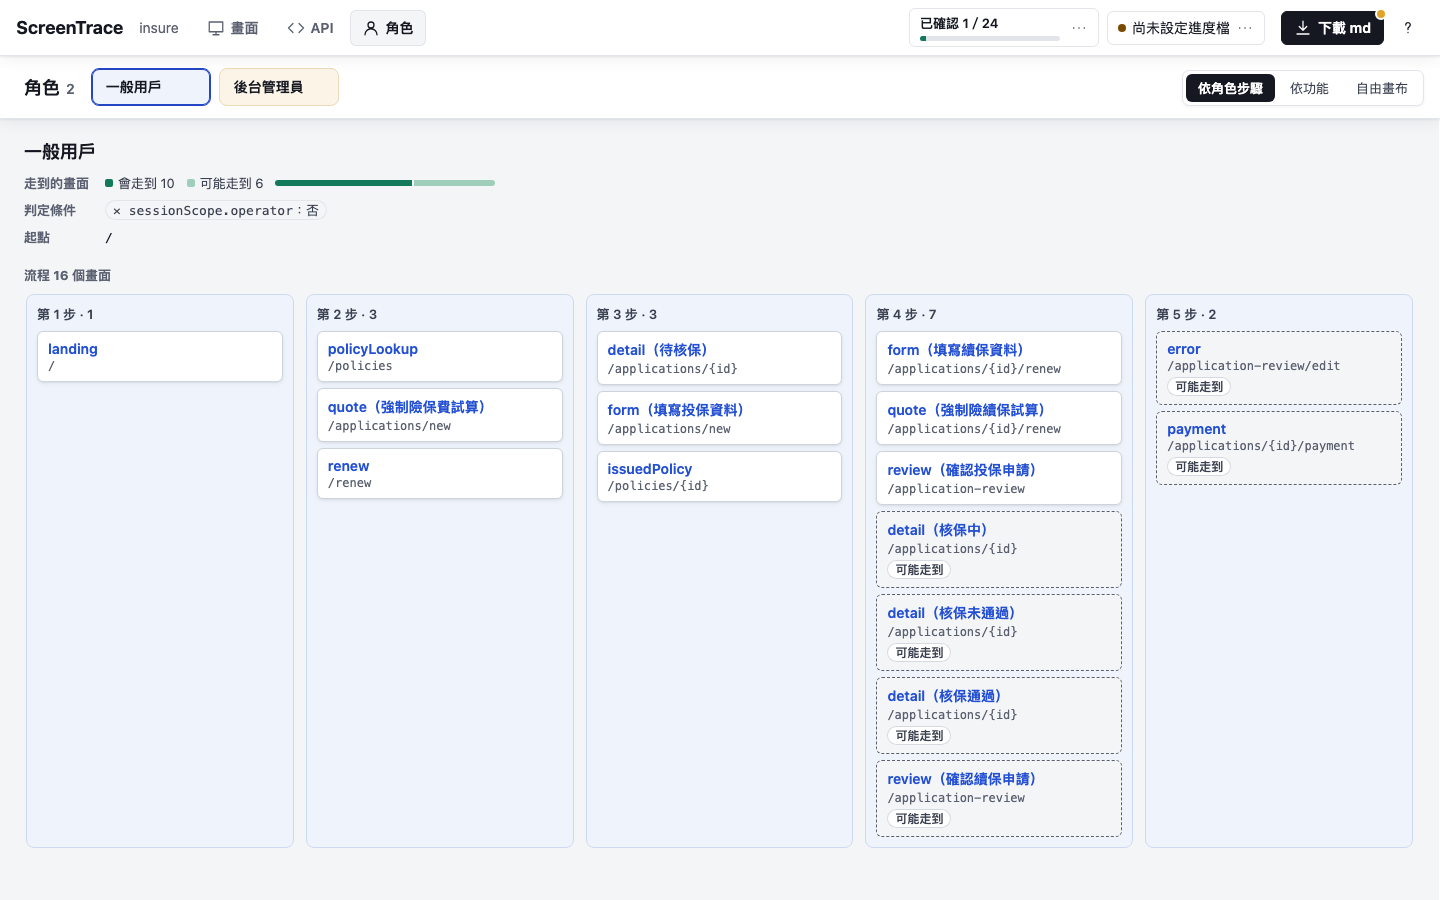 ScreenTrace insure 畫面 API 角色 已確認 1 / 24 ··· 尚未設定進度檔 ··· 下載 md ?
角色 2 一般用戶 後台管理員 依角色步驟 依功能 自由畫布
一般用戶
走到的畫面 會走到 10 可能走到 6
判定條件 × sessionScope.operator：否
起點 /
流程 16 個畫面
第 1 步 · 1
landing
/
第 2 步 · 3
policyLookup
/policies
quote（強制險保費試算）
/applications/new
renew
/renew
第 3 步 · 3
detail（待核保）
/applications/{id}
form（填寫投保資料）
/applications/new
issuedPolicy
/policies/{id}
第 4 步 · 7
form（填寫續保資料）
/applications/{id}/renew
quote（強制險續保試算）
/applications/{id}/renew
review（確認投保申請）
/application-review
detail（核保中）
/applications/{id}
可能走到
detail（核保未通過）
/applications/{id}
可能走到
detail（核保通過）
/applications/{id}
可能走到
review（確認續保申請）
/application-review
可能走到
第 5 步 · 2
error
/application-review/edit
可能走到
payment
/applications/{id}/payment
可能走到